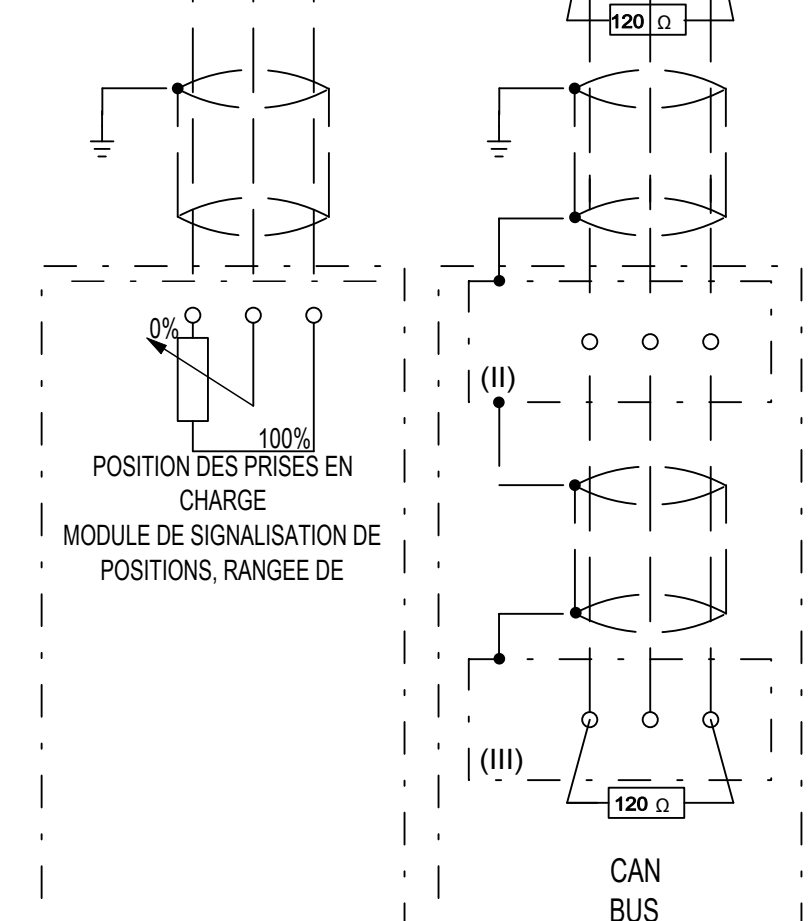 120 Ω
0%
100%
POSITION DES PRISES EN
CHARGE
MODULE DE SIGNALISATION DE
POSITIONS, RANGEE DE
(II)
(III)
120 Ω
CAN
BUS